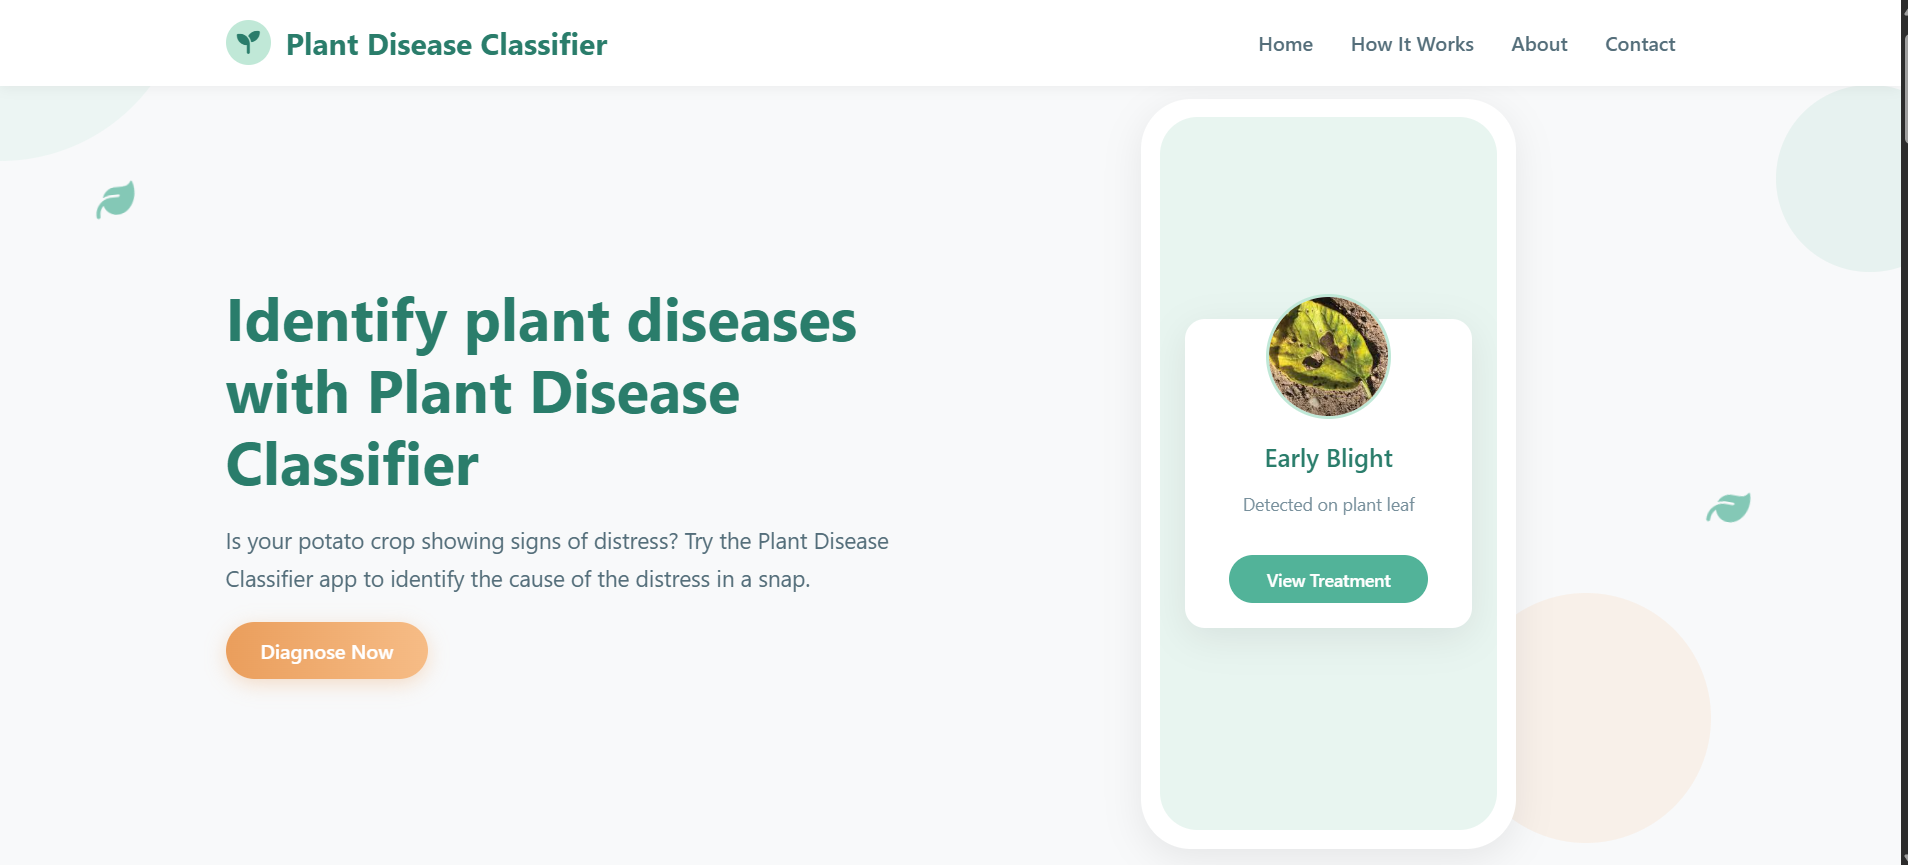 Plant Disease Classifier
Home How It Works About Contact
Identify plant diseases
with Plant Disease
Classifier
Is your potato crop showing signs of distress? Try the Plant Disease
Classifier app to identify the cause of the distress in a snap.
Diagnose Now
Early Blight
Detected on plant leaf
View Treatment